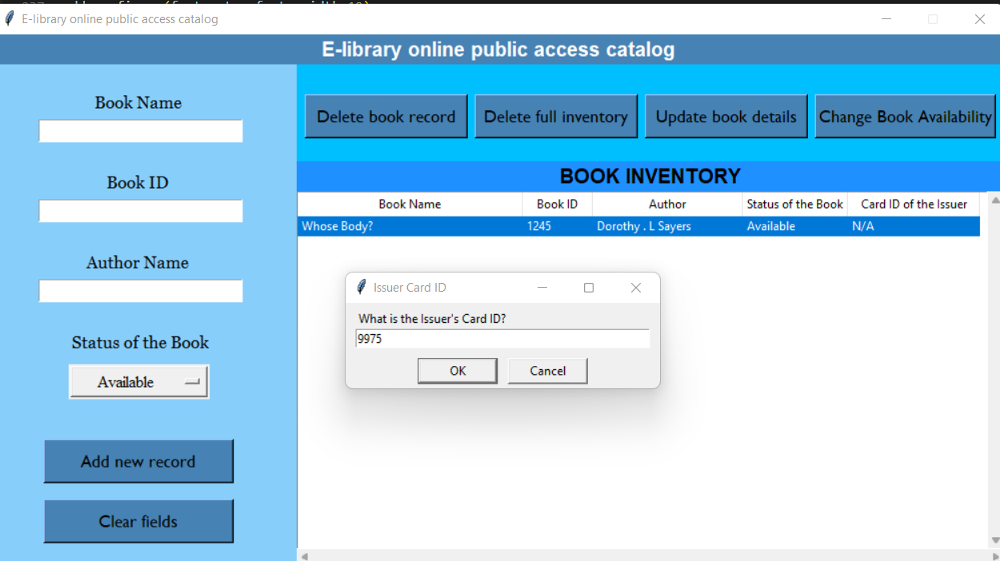 E-library online public access catalog
E-library online public access catalog
Book Name
Book ID
Author Name
Status of the Book
Available
Add new record
Clear fields
Delete book record Delete full inventory Update book details Change Book Availability
BOOK INVENTORY
Book Name Book ID Author Status of the Book Card ID of the Issuer
Whose Body? 1245 Dorothy . L Sayers Available N/A
Issuer Card ID
What is the Issuer's Card ID?
9975
OK Cancel